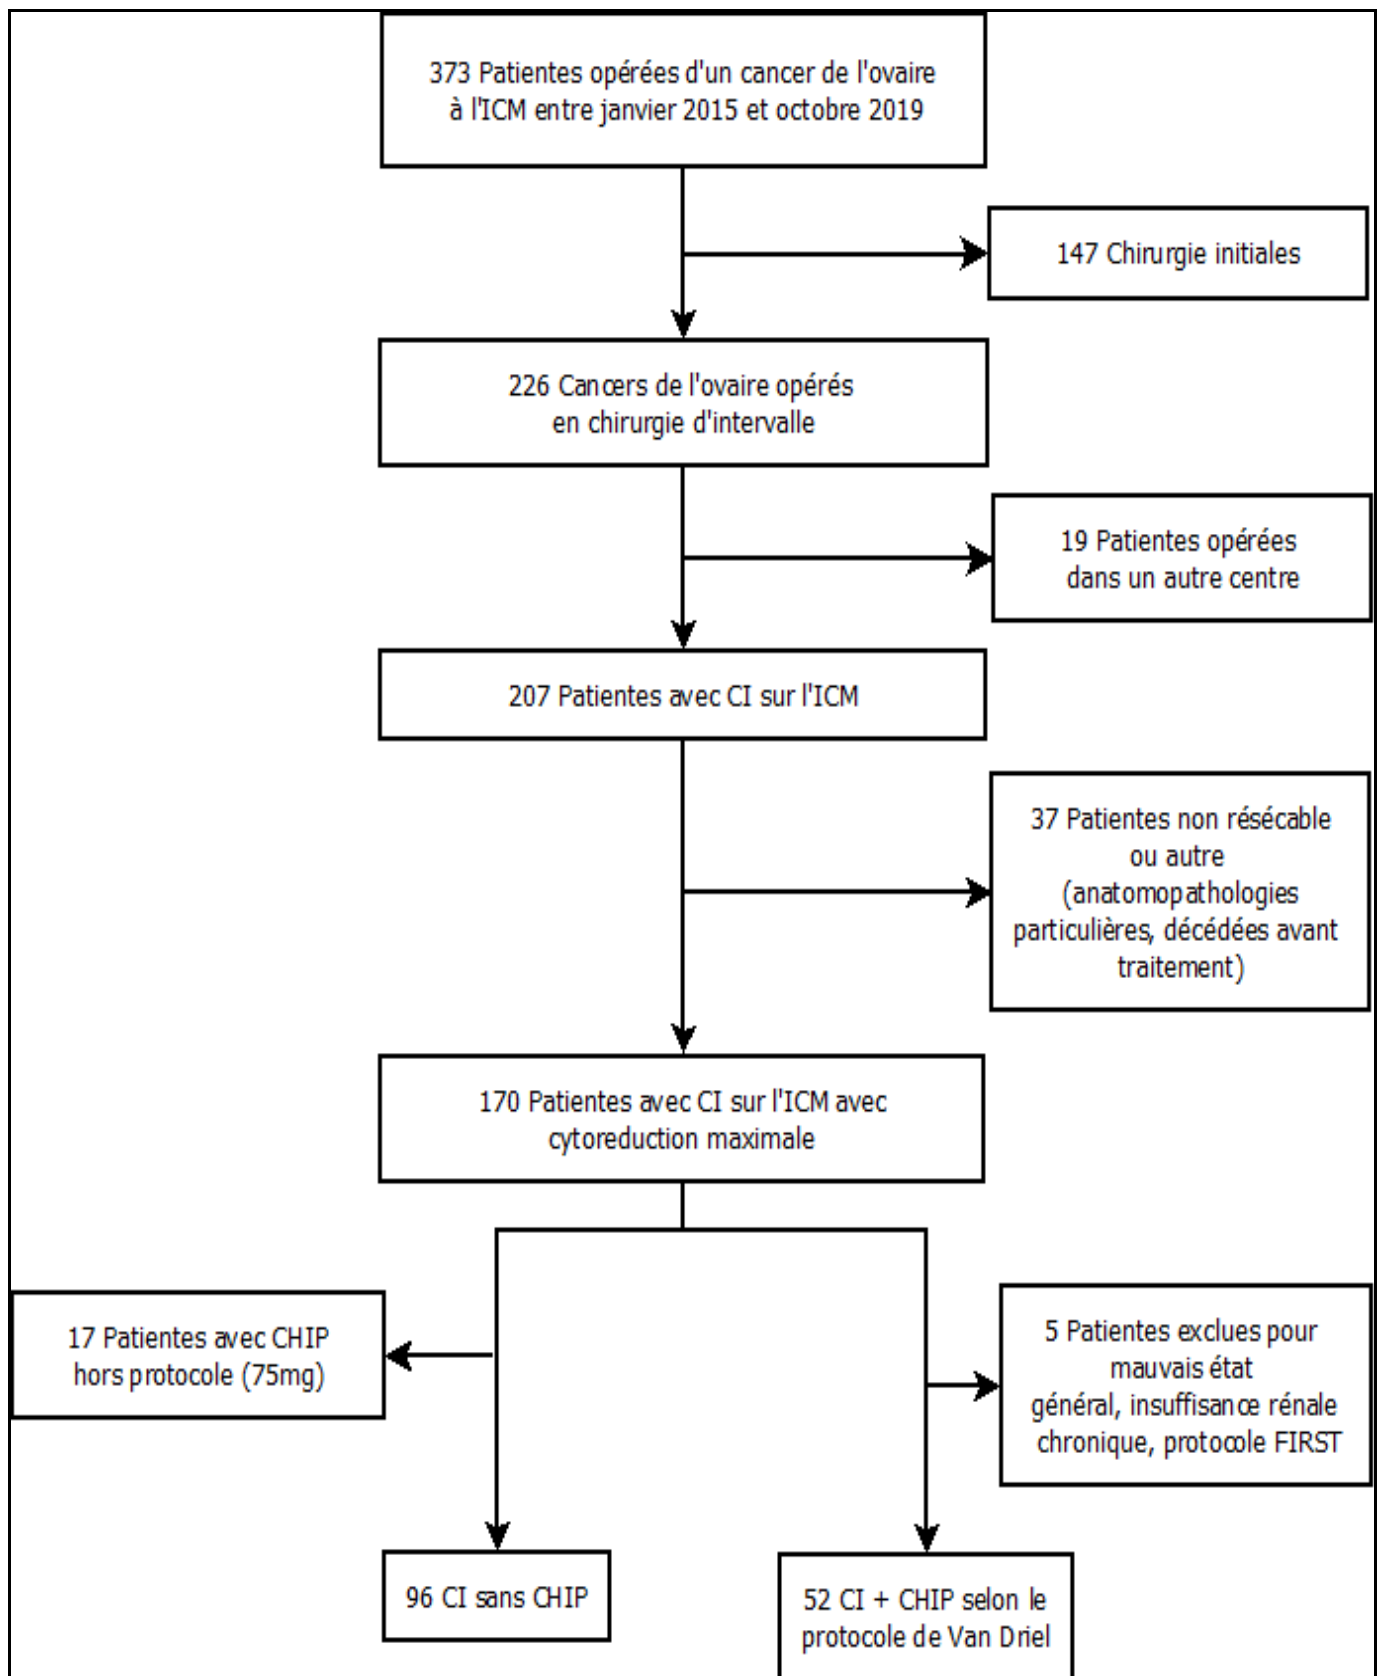 373 Patientes opérées d'un cancer de l'ovaire
à l'ICM entre janvier 2015 et octobre 2019
147 Chirurgie initiales
226 Cancers de l'ovaire opérés
en chirurgie d'intervalle
19 Patientes opérées
dans un autre centre
207 Patientes avec CI sur l'ICM
37 Patientes non résécable
ou autre
(anatomopathologies
particulières, décédées avant
traitement)
170 Patientes avec CI sur l'ICM avec
cytoreduction maximale
17 Patientes avec CHIP
hors protocole (75mg)
5 Patientes exclues pour
mauvais état
général, insuffisance rénale
chronique, protocole FIRST
96 CI sans CHIP
52 CI + CHIP selon le
protocole de Van Driel